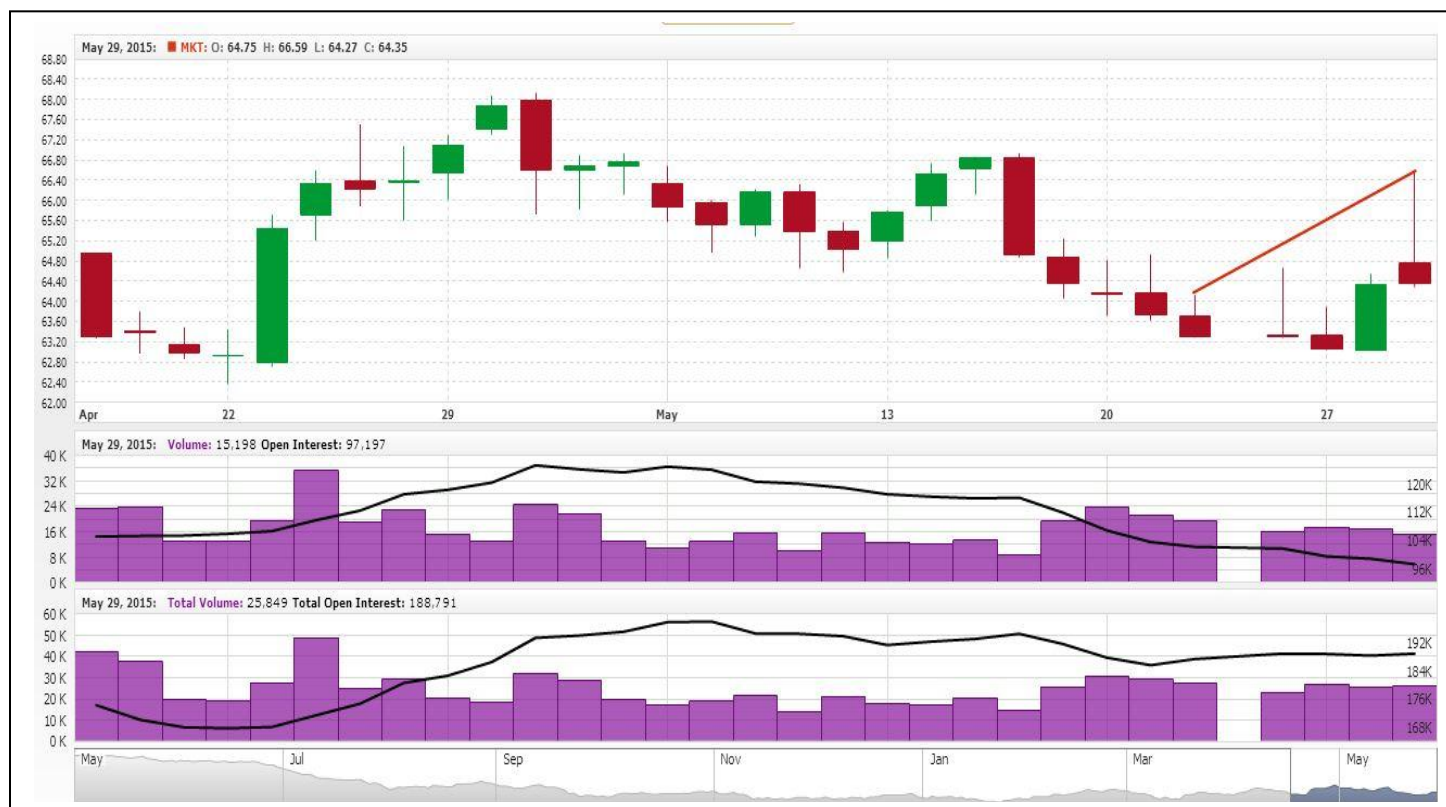 May 29, 2015: MKT: O: 64.75 H: 66.59 L: 64.27 C: 64.35
68.80
68.40
68.00
67.60
67.20
66.80
66.40
66.00
65.60
65.20
64.80
64.40
64.00
63.60
63.20
62.80
62.40
62.00
Apr 22 29 May 13 20 27
May 29, 2015: Volume: 15,198 Open Interest: 97,197
40 K
32 K
24 K
16 K
8 K
0 K
120K
112K
104K
96K
May 29, 2015: Total Volume: 25,849 Total Open Interest: 188,791
60 K
50 K
40 K
30 K
20 K
10 K
0 K
192K
184K
176K
168K
May Jul Sep Nov Jan Mar May